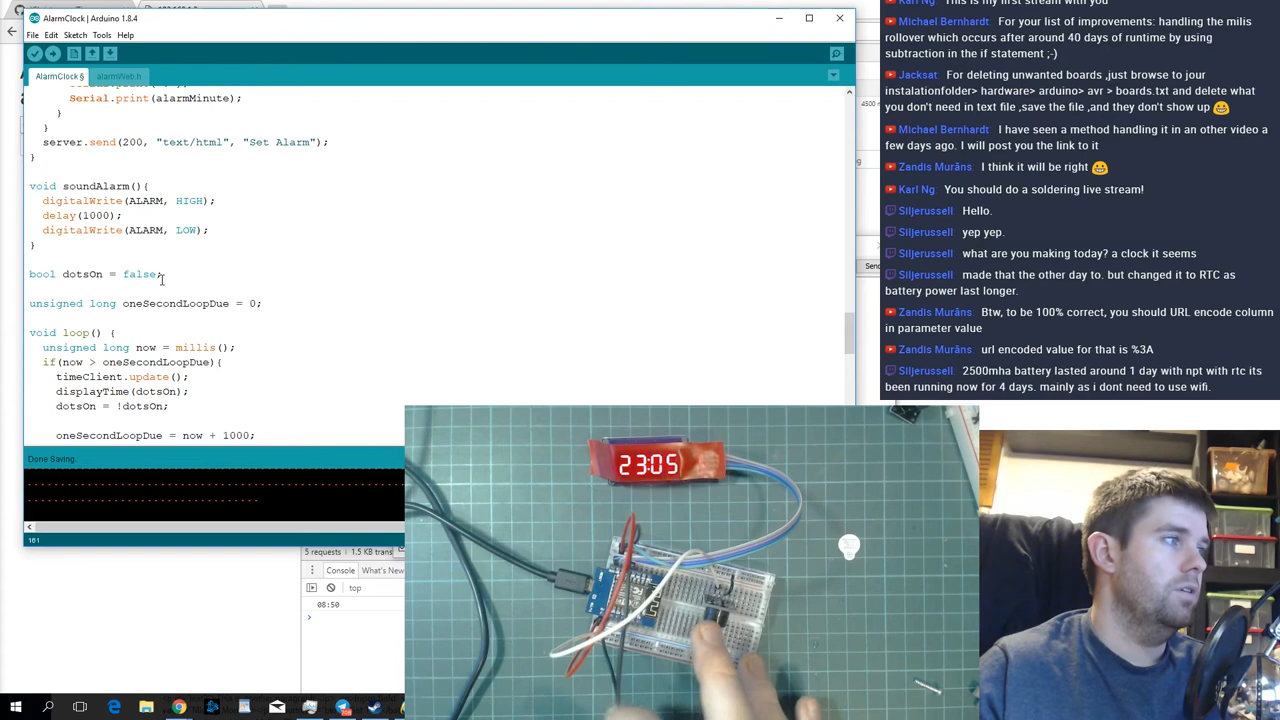 AlarmClock | Arduino 1.8.4
File Edit Sketch Tools Help
AlarmClock § alarmWeb.h
Serial.print(alarmMinute);
}
}
server.send(200, "text/html", "Set Alarm");
}
void soundAlarm(){
digitalWrite(ALARM, HIGH);
delay(1000);
digitalWrite(ALARM, LOW);
}
bool dotsOn = false;
unsigned long oneSecondLoopDue = 0;
void loop() {
unsigned long now = millis();
if(now > oneSecondLoopDue){
timeClient.update();
displayTime(dotsOn);
dotsOn = !dotsOn;
oneSecondLoopDue = now + 1000;
Done Saving.
161
Send
5 requests | 1.5 KB trans
Console What's New
top
08:50
23:05
Karl Ng This is my first stream with you
Michael Bernhardt For your list of improvements: handling the milis
rollover which occurs after around 40 days of runtime by using
subtraction in the if statement ;-)
Jacksat For deleting unwanted boards ,just browse to jour
instalationfolder> hardware> arduino> avr > boards.txt and delete what
you don't need in text file ,save the file ,and they don't show up
Michael Bernhardt I have seen a method handling it in an other video a
few days ago. I will post you the link to it
Zandis Murāns I think it will be right
Karl Ng You should do a soldering live stream!
Siljerussell Hello.
Siljerussell yep yep.
Siljerussell what are you making today? a clock it seems
Siljerussell made that the other day to. but changed it to RTC as
battery power last longer.
Zandis Murāns Btw, to be 100% correct, you should URL encode column
in parameter value
Zandis Murāns url encoded value for that is %3A
Siljerussell 2500mha battery lasted around 1 day with npt with rtc its
been running now for 4 days. mainly as i dont need to use wifi.